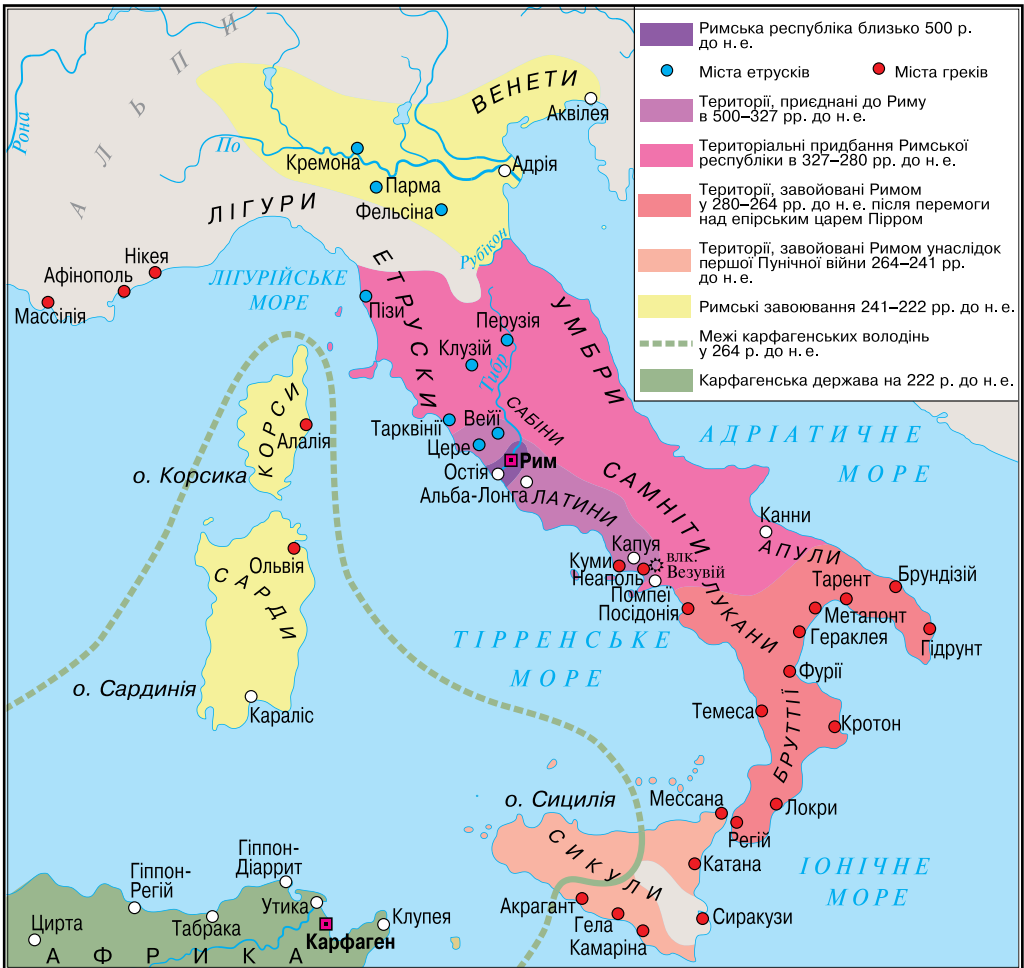 Римська республіка близько 500 р.
до н. е.
Міста етрусків
Міста греків
Території, приєднані до Риму
в 500–327 рр. до н. е.
Територіальні придбання Римської
республіки в 327–280 рр. до н. е.
Території, завойовані Римом
у 280–264 рр. до н. е. після перемоги
над епірським царем Пірром
Території, завойовані Римом унаслідок
першої Пунічної війни 264–241 рр.
до н. е.
Римські завоювання 241–222 рр. до н. е.
Межі карфагенських володінь
у 264 р. до н. е.
Карфагенська держава на 222 р. до н. е.
АЛЬПИ
Рона
По
ВЕНЕТИ
Аквілея
Кремона
Адрія
Парма
Фельсіна
ЛІГУРИ
Рубікон
Нікея
Афінополь
Массілія
ЛІГУРІЙСЬКЕ
МОРЕ
Пізи
ЕТРУСКИ
УМБРИ
Перузія
Клузій
Тибр
САБІНИ
Тарквінії
Вейї
Цере
Рим
Остія
Альба-Лонга
ЛАТИНИ
САМНІТИ
АДРІАТИЧНЕ
МОРЕ
КОРСИ
Алалія
о. Корсика
Ольвія
САРДИ
о. Сардинія
Караліс
Канни
АПУЛИ
Капуя
влк.
Везувій
Куми
Неаполь
Помпеї
Посідонія
ЛУКАНИ
Тарент
Брундізій
Метапонт
Гераклея
Гідрунт
Фурії
ТІРРЕНСЬКЕ
МОРЕ
Темеса
Кротон
БРУТТІЇ
Локри
Мессана
Регій
о. Сицилія
СИКУЛИ
Катана
Акрагант
Гела
Камаріна
Сиракузи
ІОНІЧНЕ
МОРЕ
Гіппон-
Діаррит
Гіппон-
Регій
Утика
Цирта
Табрака
Карфаген
Клупея
АФРИКА